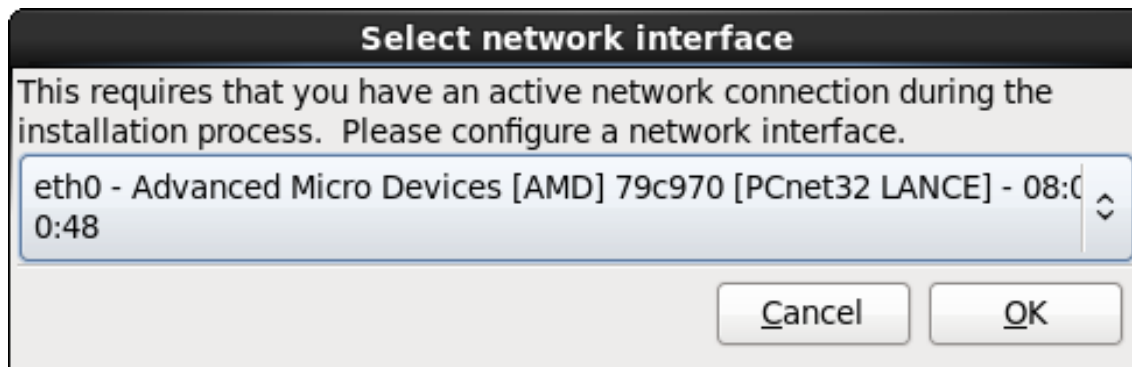 Select network interface
This requires that you have an active network connection during the
installation process.  Please configure a network interface.
eth0 - Advanced Micro Devices [AMD] 79c970 [PCnet32 LANCE] - 08:0
0:48
Cancel
OK